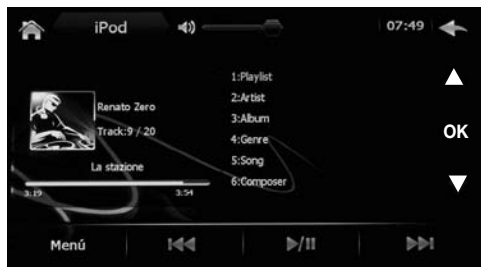 iPod
07:49
Renato Zero
Track:9 / 20
La stazione
3:19
3:54
1:Playlist
2:Artist
3:Album
4:Genre
5:Song
6:Composer
OK
Menú